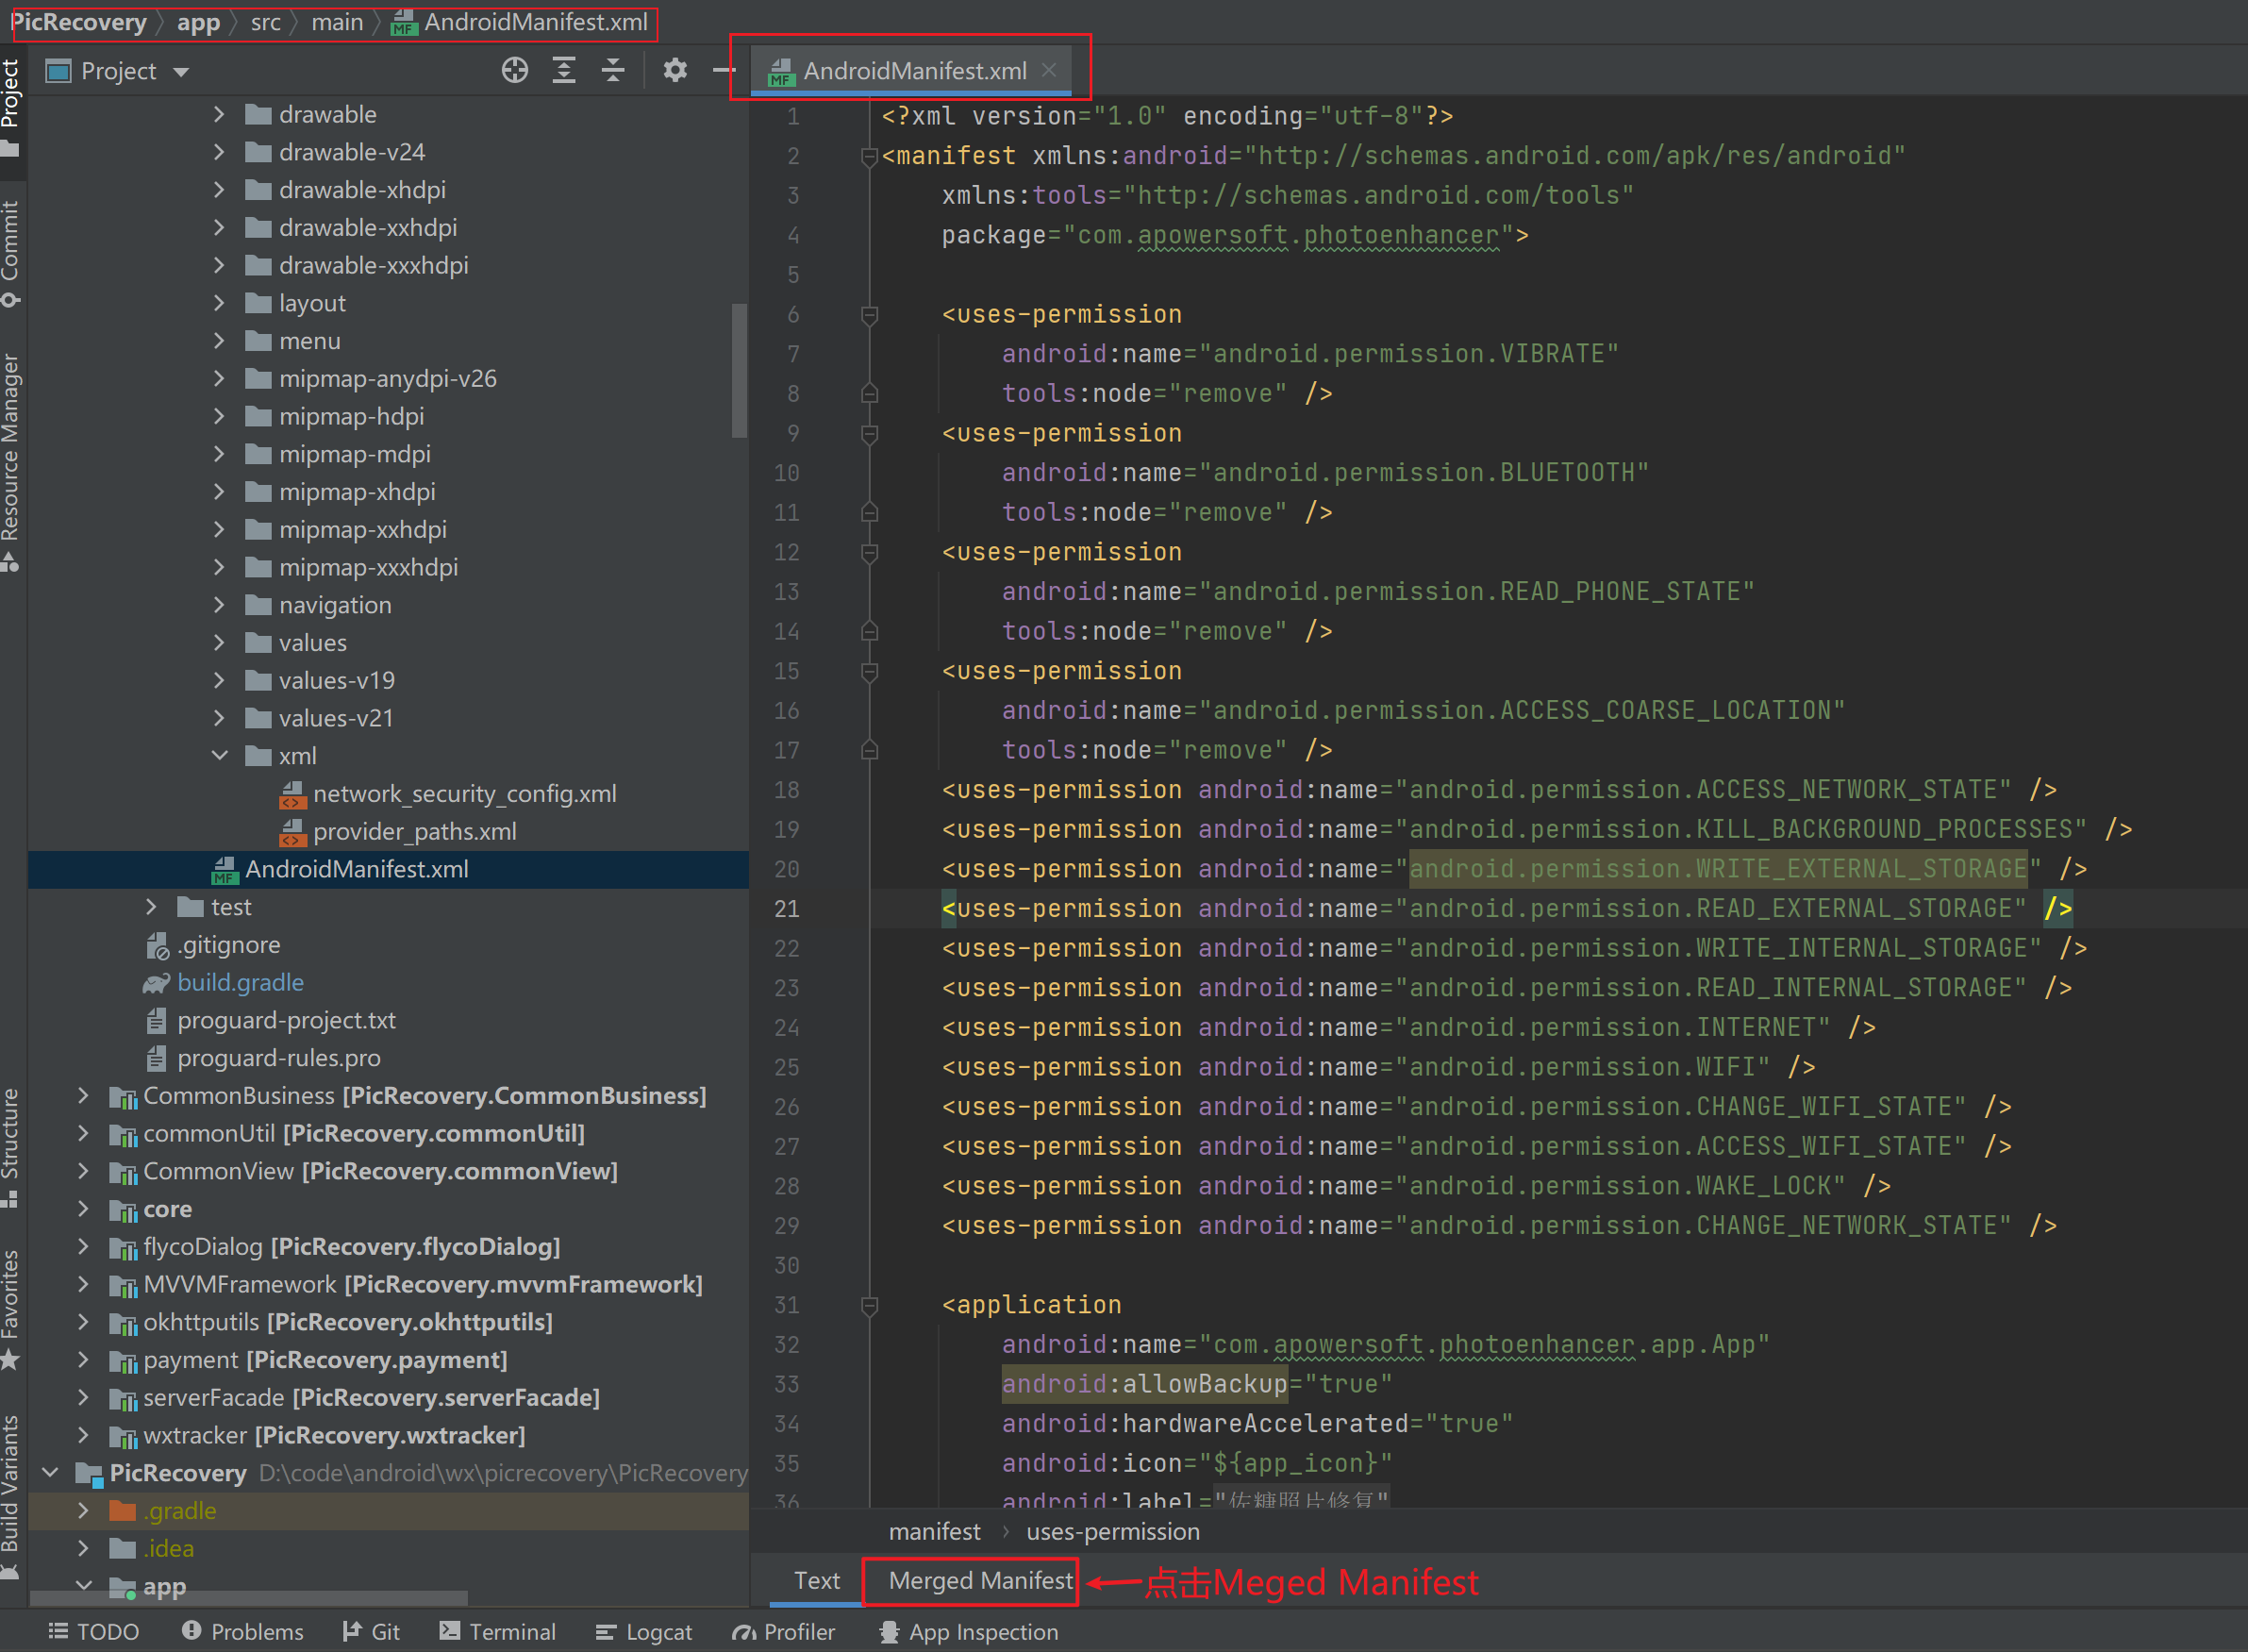 PicRecovery app src main AndroidManifest.xml
Project
AndroidManifest.xml
Project
Commit
Resource Manager
Structure
Favorites
Build Variants
drawable
drawable-v24
drawable-xhdpi
drawable-xxhdpi
drawable-xxxhdpi
layout
menu
mipmap-anydpi-v26
mipmap-hdpi
mipmap-mdpi
mipmap-xhdpi
mipmap-xxhdpi
mipmap-xxxhdpi
navigation
values
values-v19
values-v21
xml
network_security_config.xml
provider_paths.xml
AndroidManifest.xml
test
.gitignore
build.gradle
proguard-project.txt
proguard-rules.pro
CommonBusiness [PicRecovery.CommonBusiness]
commonUtil [PicRecovery.commonUtil]
CommonView [PicRecovery.commonView]
core
flycoDialog [PicRecovery.flycoDialog]
MVVMFramework [PicRecovery.mvvmFramework]
okhttputils [PicRecovery.okhttputils]
payment [PicRecovery.payment]
serverFacade [PicRecovery.serverFacade]
wxtracker [PicRecovery.wxtracker]
PicRecovery D:\code\android\wx\picrecovery\PicRecovery
.gradle
.idea
app
1 <?xml version="1.0" encoding="utf-8"?>
2 <manifest xmlns:android="http://schemas.android.com/apk/res/android"
3 xmlns:tools="http://schemas.android.com/tools"
4 package="com.apowersoft.photoenhancer">
5
6 <uses-permission
7 android:name="android.permission.VIBRATE"
8 tools:node="remove" />
9 <uses-permission
10 android:name="android.permission.BLUETOOTH"
11 tools:node="remove" />
12 <uses-permission
13 android:name="android.permission.READ_PHONE_STATE"
14 tools:node="remove" />
15 <uses-permission
16 android:name="android.permission.ACCESS_COARSE_LOCATION"
17 tools:node="remove" />
18 <uses-permission android:name="android.permission.ACCESS_NETWORK_STATE" />
19 <uses-permission android:name="android.permission.KILL_BACKGROUND_PROCESSES" />
20 <uses-permission android:name="android.permission.WRITE_EXTERNAL_STORAGE" />
21 <uses-permission android:name="android.permission.READ_EXTERNAL_STORAGE" />
22 <uses-permission android:name="android.permission.WRITE_INTERNAL_STORAGE" />
23 <uses-permission android:name="android.permission.READ_INTERNAL_STORAGE" />
24 <uses-permission android:name="android.permission.INTERNET" />
25 <uses-permission android:name="android.permission.WIFI" />
26 <uses-permission android:name="android.permission.CHANGE_WIFI_STATE" />
27 <uses-permission android:name="android.permission.ACCESS_WIFI_STATE" />
28 <uses-permission android:name="android.permission.WAKE_LOCK" />
29 <uses-permission android:name="android.permission.CHANGE_NETWORK_STATE" />
30
31 <application
32 android:name="com.apowersoft.photoenhancer.app.App"
33 android:allowBackup="true"
34 android:hardwareAccelerated="true"
35 android:icon="${app_icon}"
36 android:label="佐糖照片修复"
manifest › uses-permission
Text Merged Manifest 点击Meged Manifest
TODO Problems Git Terminal Logcat Profiler App Inspection